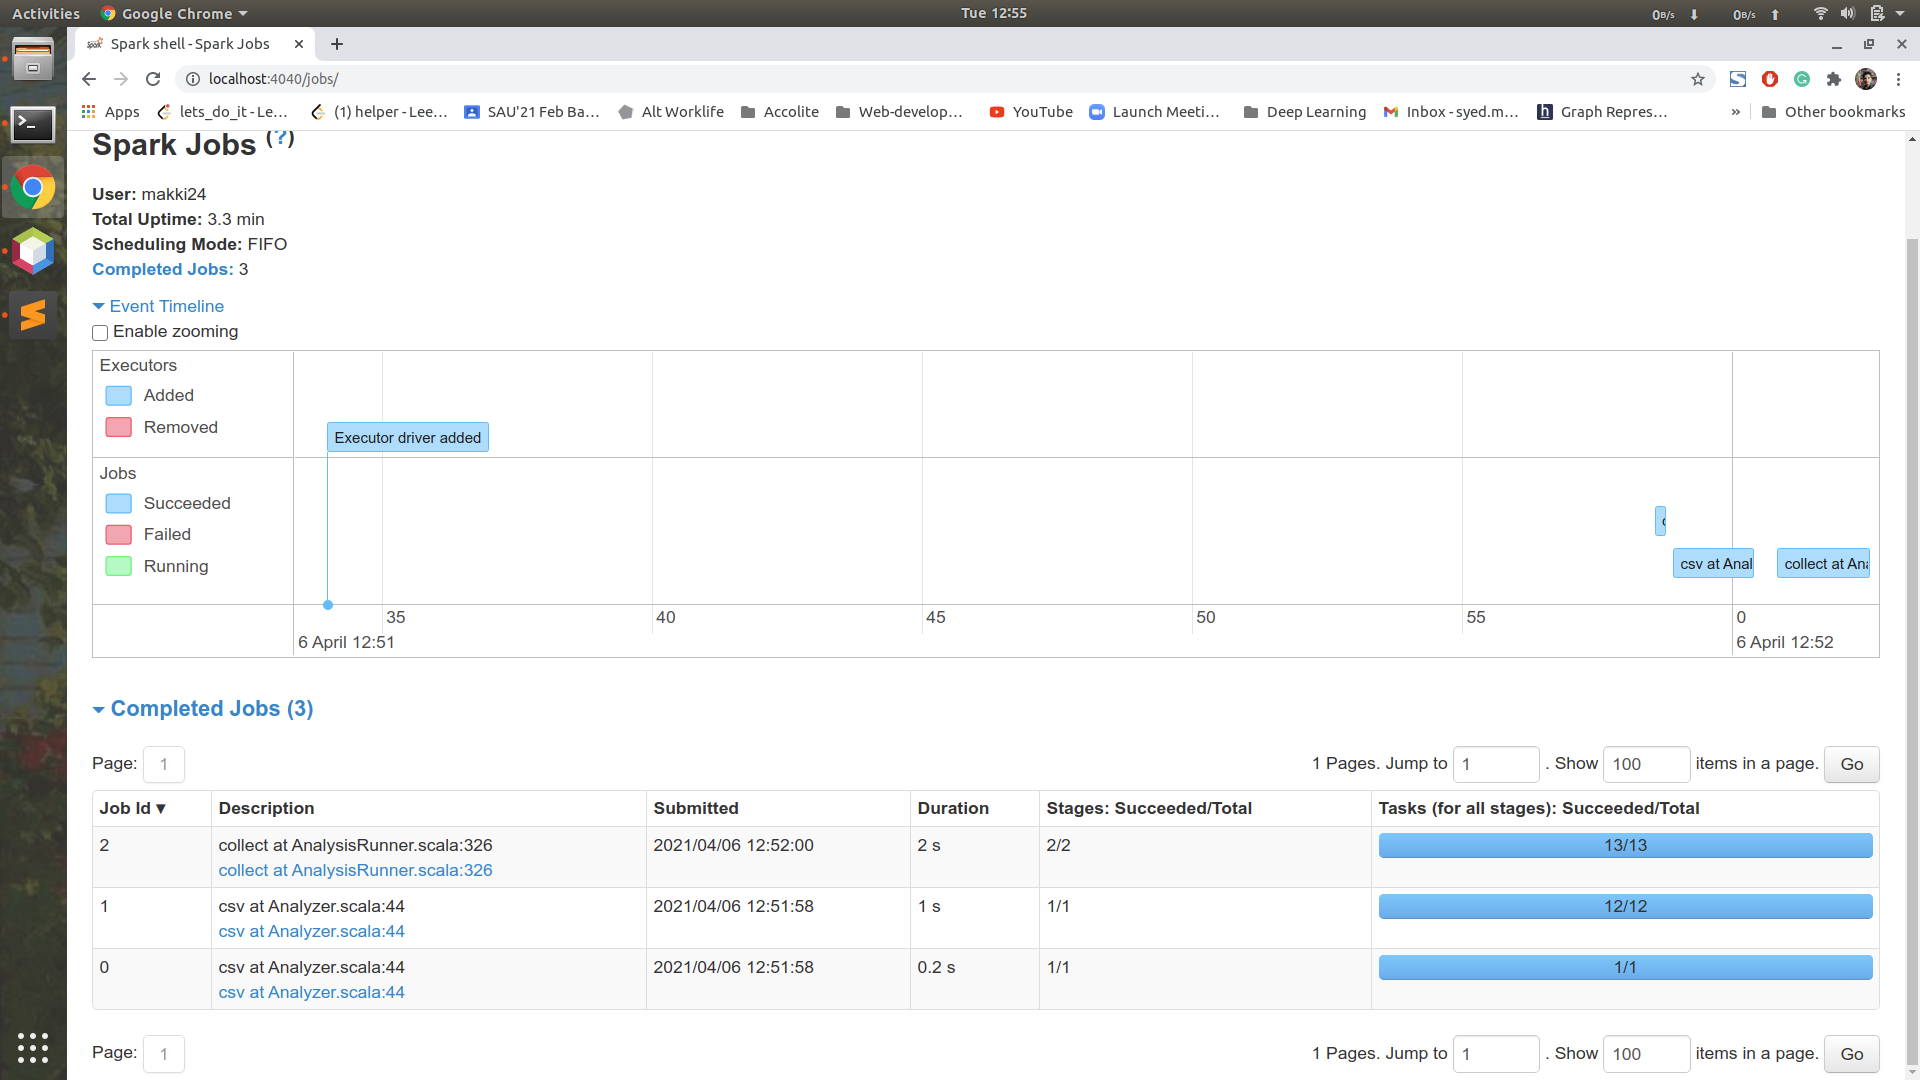 Activities Google Chrome Tue 12:55 0B/s 0B/s
Spark shell - Spark Jobs
localhost:4040/jobs/
Apps lets_do_it - Le... (1) helper - Lee... SAU'21 Feb Ba... Alt Worklife Accolite Web-develop... YouTube Launch Meeti... Deep Learning Inbox - syed.m... Graph Repres... » Other bookmarks
Spark Jobs (?)
User: makki24
Total Uptime: 3.3 min
Scheduling Mode: FIFO
Completed Jobs: 3
Event Timeline
Enable zooming
Executors
Added
Removed
Executor driver added
Jobs
Succeeded
Failed
Running
csv at Anal collect at Ana
35 40 45 50 55 0
6 April 12:51 6 April 12:52
Completed Jobs (3)
Page: 1 1 Pages. Jump to 1 . Show 100 items in a page. Go
Job Id ▾ Description Submitted Duration Stages: Succeeded/Total Tasks (for all stages): Succeeded/Total
2 collect at AnalysisRunner.scala:326 2021/04/06 12:52:00 2 s 2/2 13/13
collect at AnalysisRunner.scala:326
1 csv at Analyzer.scala:44 2021/04/06 12:51:58 1 s 1/1 12/12
csv at Analyzer.scala:44
0 csv at Analyzer.scala:44 2021/04/06 12:51:58 0.2 s 1/1 1/1
csv at Analyzer.scala:44
Page: 1 1 Pages. Jump to 1 . Show 100 items in a page. Go